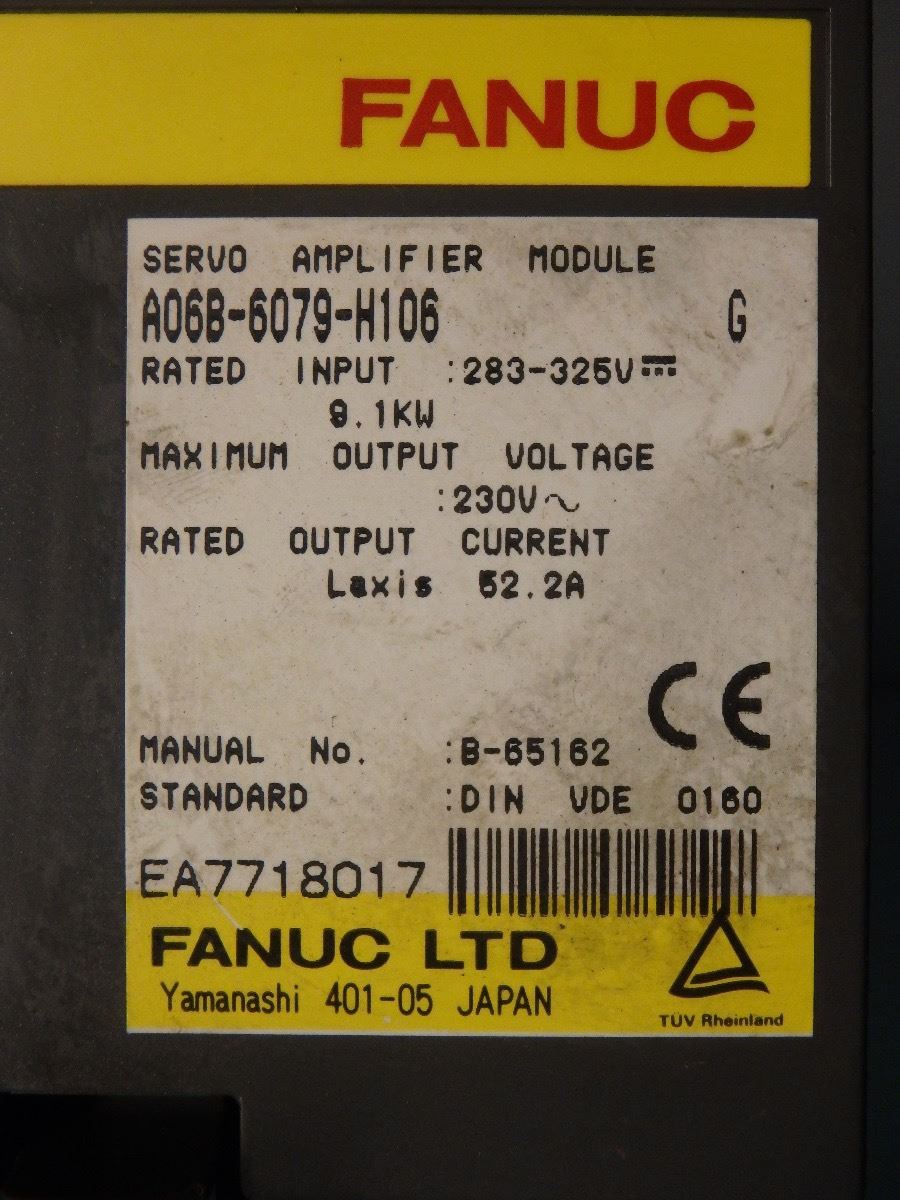 FANUC
SERVO AMPLIFIER MODULE
A06B-6079-H106 G
RATED INPUT :283-325V⎓
9.1KW
MAXIMUM OUTPUT VOLTAGE
:230V~
RATED OUTPUT CURRENT
Laxis 52.2A
CE
MANUAL No. :B-65162
STANDARD :DIN VDE 0160
EA7718017
FANUC LTD
Yamanashi 401-05 JAPAN
TÜV Rheinland